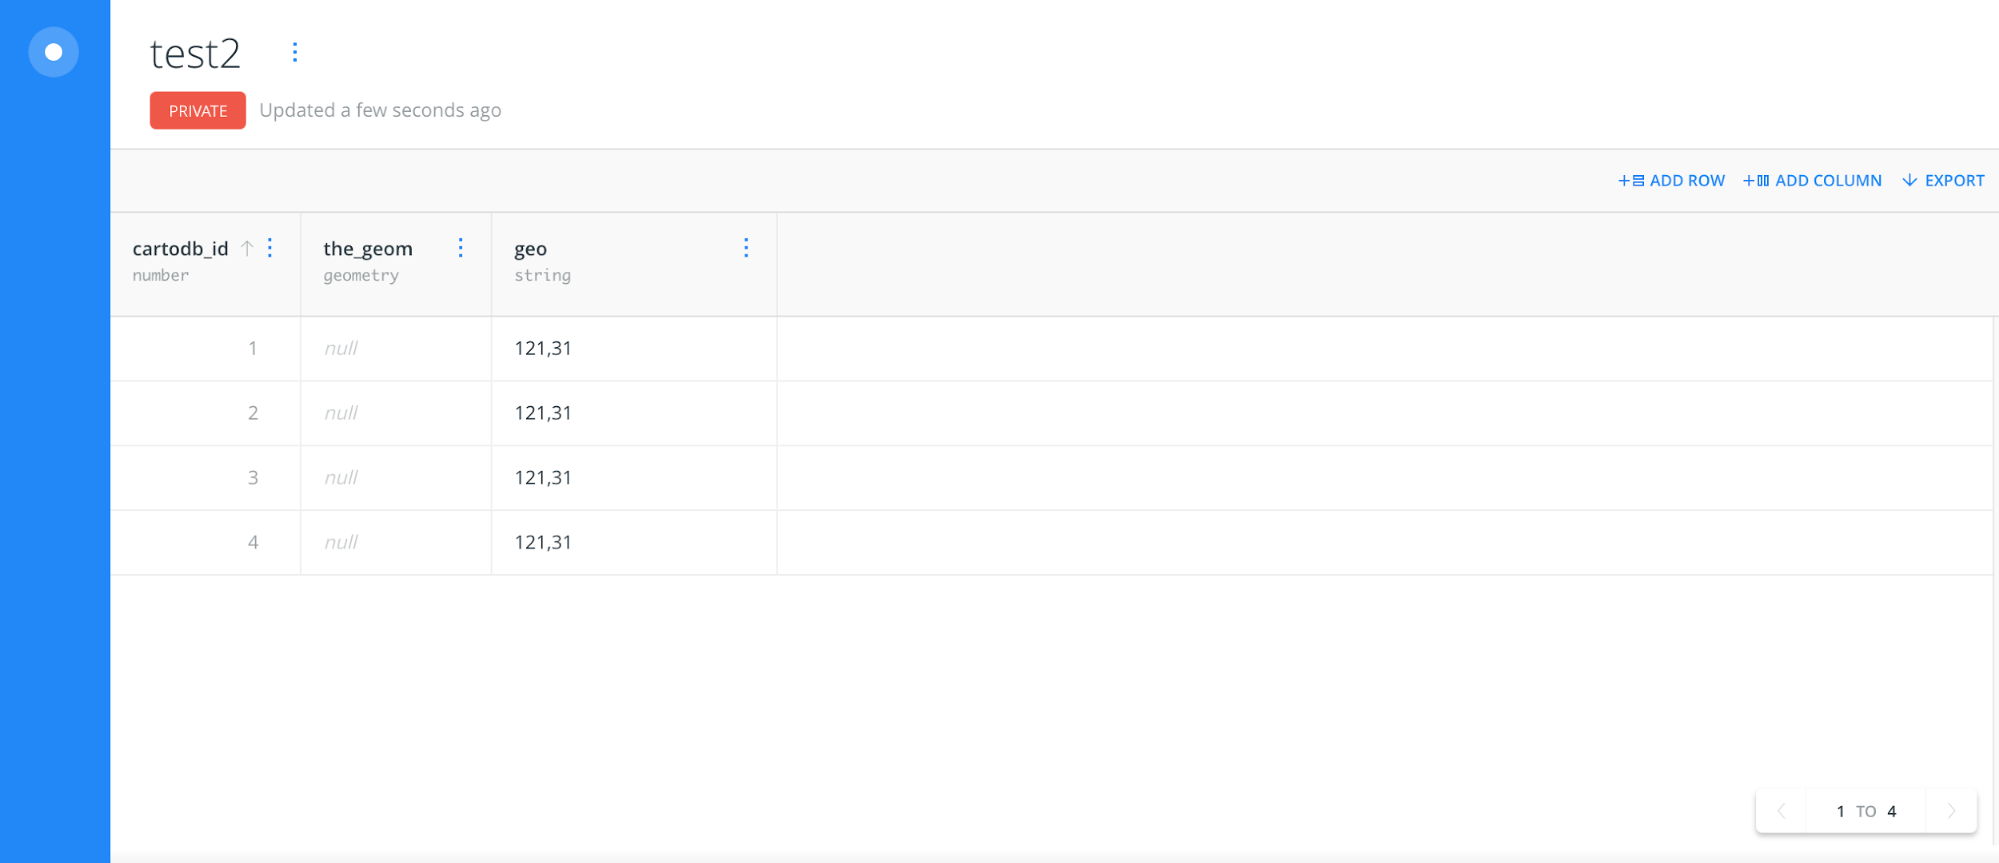 test2
PRIVATE Updated a few seconds ago
ADD ROW ADD COLUMN EXPORT
cartodb_id the_geom geo
number geometry string
1 null 121,31
2 null 121,31
3 null 121,31
4 null 121,31
1 TO 4